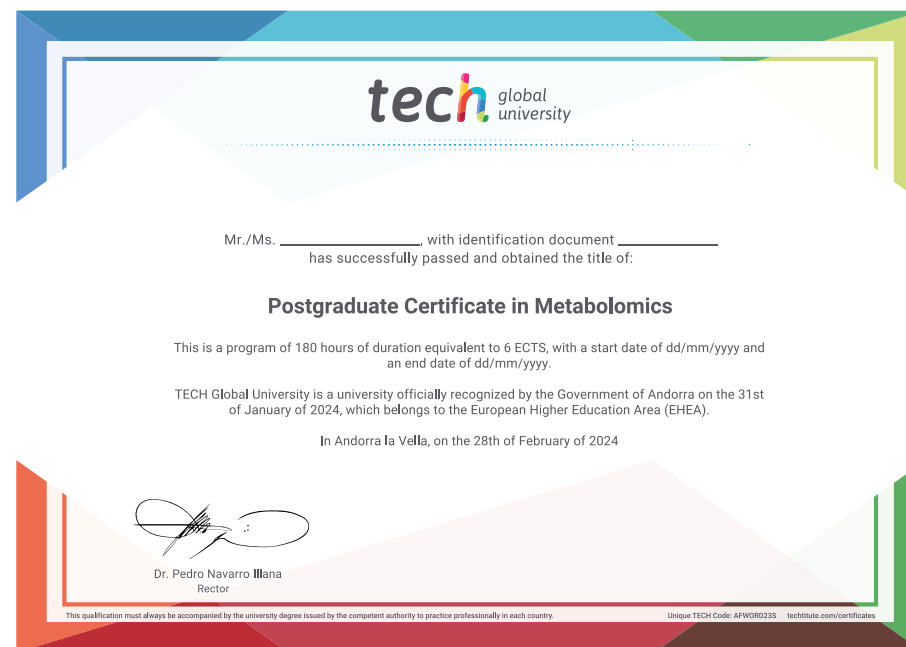 tech global
university
Mr./Ms. ____________, with identification document ____________
has successfully passed and obtained the title of:
Postgraduate Certificate in Metabolomics
This is a program of 180 hours of duration equivalent to 6 ECTS, with a start date of dd/mm/yyyy and
an end date of dd/mm/yyyy.
TECH Global University is a university officially recognized by the Government of Andorra on the 31st
of January of 2024, which belongs to the European Higher Education Area (EHEA).
In Andorra la Vella, on the 28th of February of 2024
Dr. Pedro Navarro Illana
Rector
This qualification must always be accompanied by the university degree issued by the competent authority to practice professionally in each country.
Unique TECH Code: AFWORD23S techtitute.com/certificates